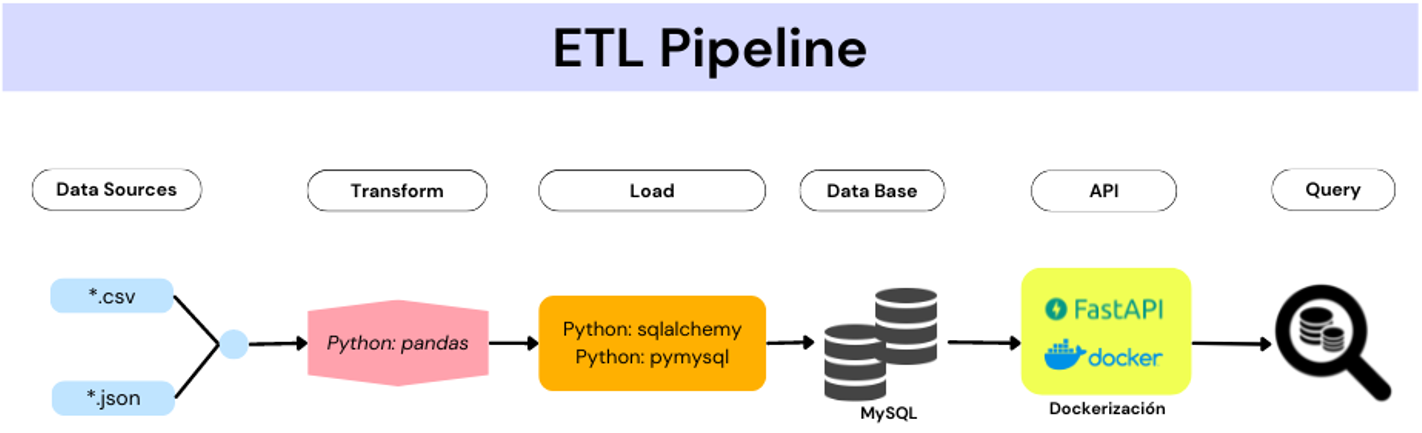 ETL Pipeline
Data Sources
Transform
Load
Data Base
API
Query
*.csv
*.json
Python: pandas
Python: sqlalchemy
Python: pymysql
MySQL
FastAPI
docker
Dockerización